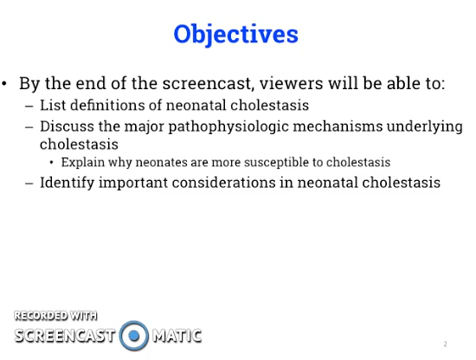 Objectives
• By the end of the screencast, viewers will be able to:
– List definitions of neonatal cholestasis
– Discuss the major pathophysiologic mechanisms underlying
cholestasis
• Explain why neonates are more susceptible to cholestasis
– Identify important considerations in neonatal cholestasis
RECORDED WITH
SCREENCAST MATIC
2